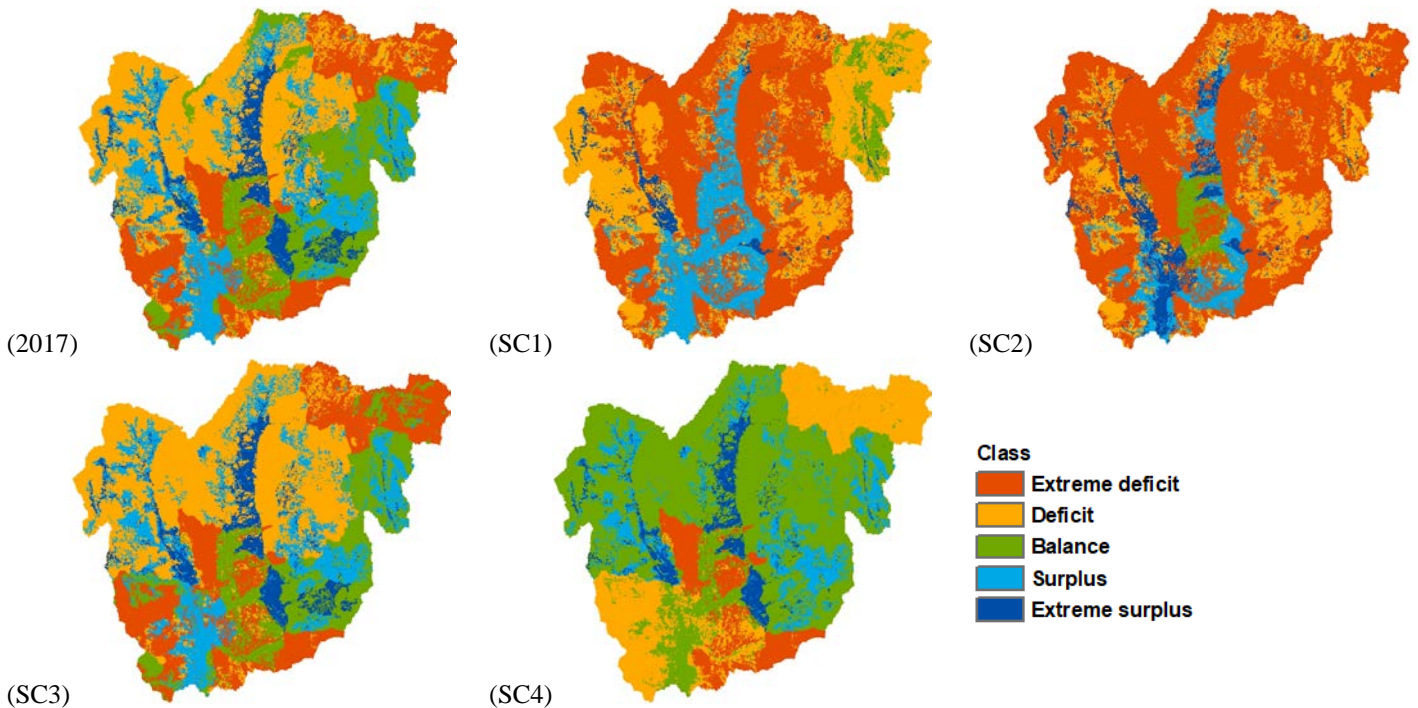 (2017)
(SC1)
(SC2)
(SC3)
(SC4)
Class
Extreme deficit
Deficit
Balance
Surplus
Extreme surplus